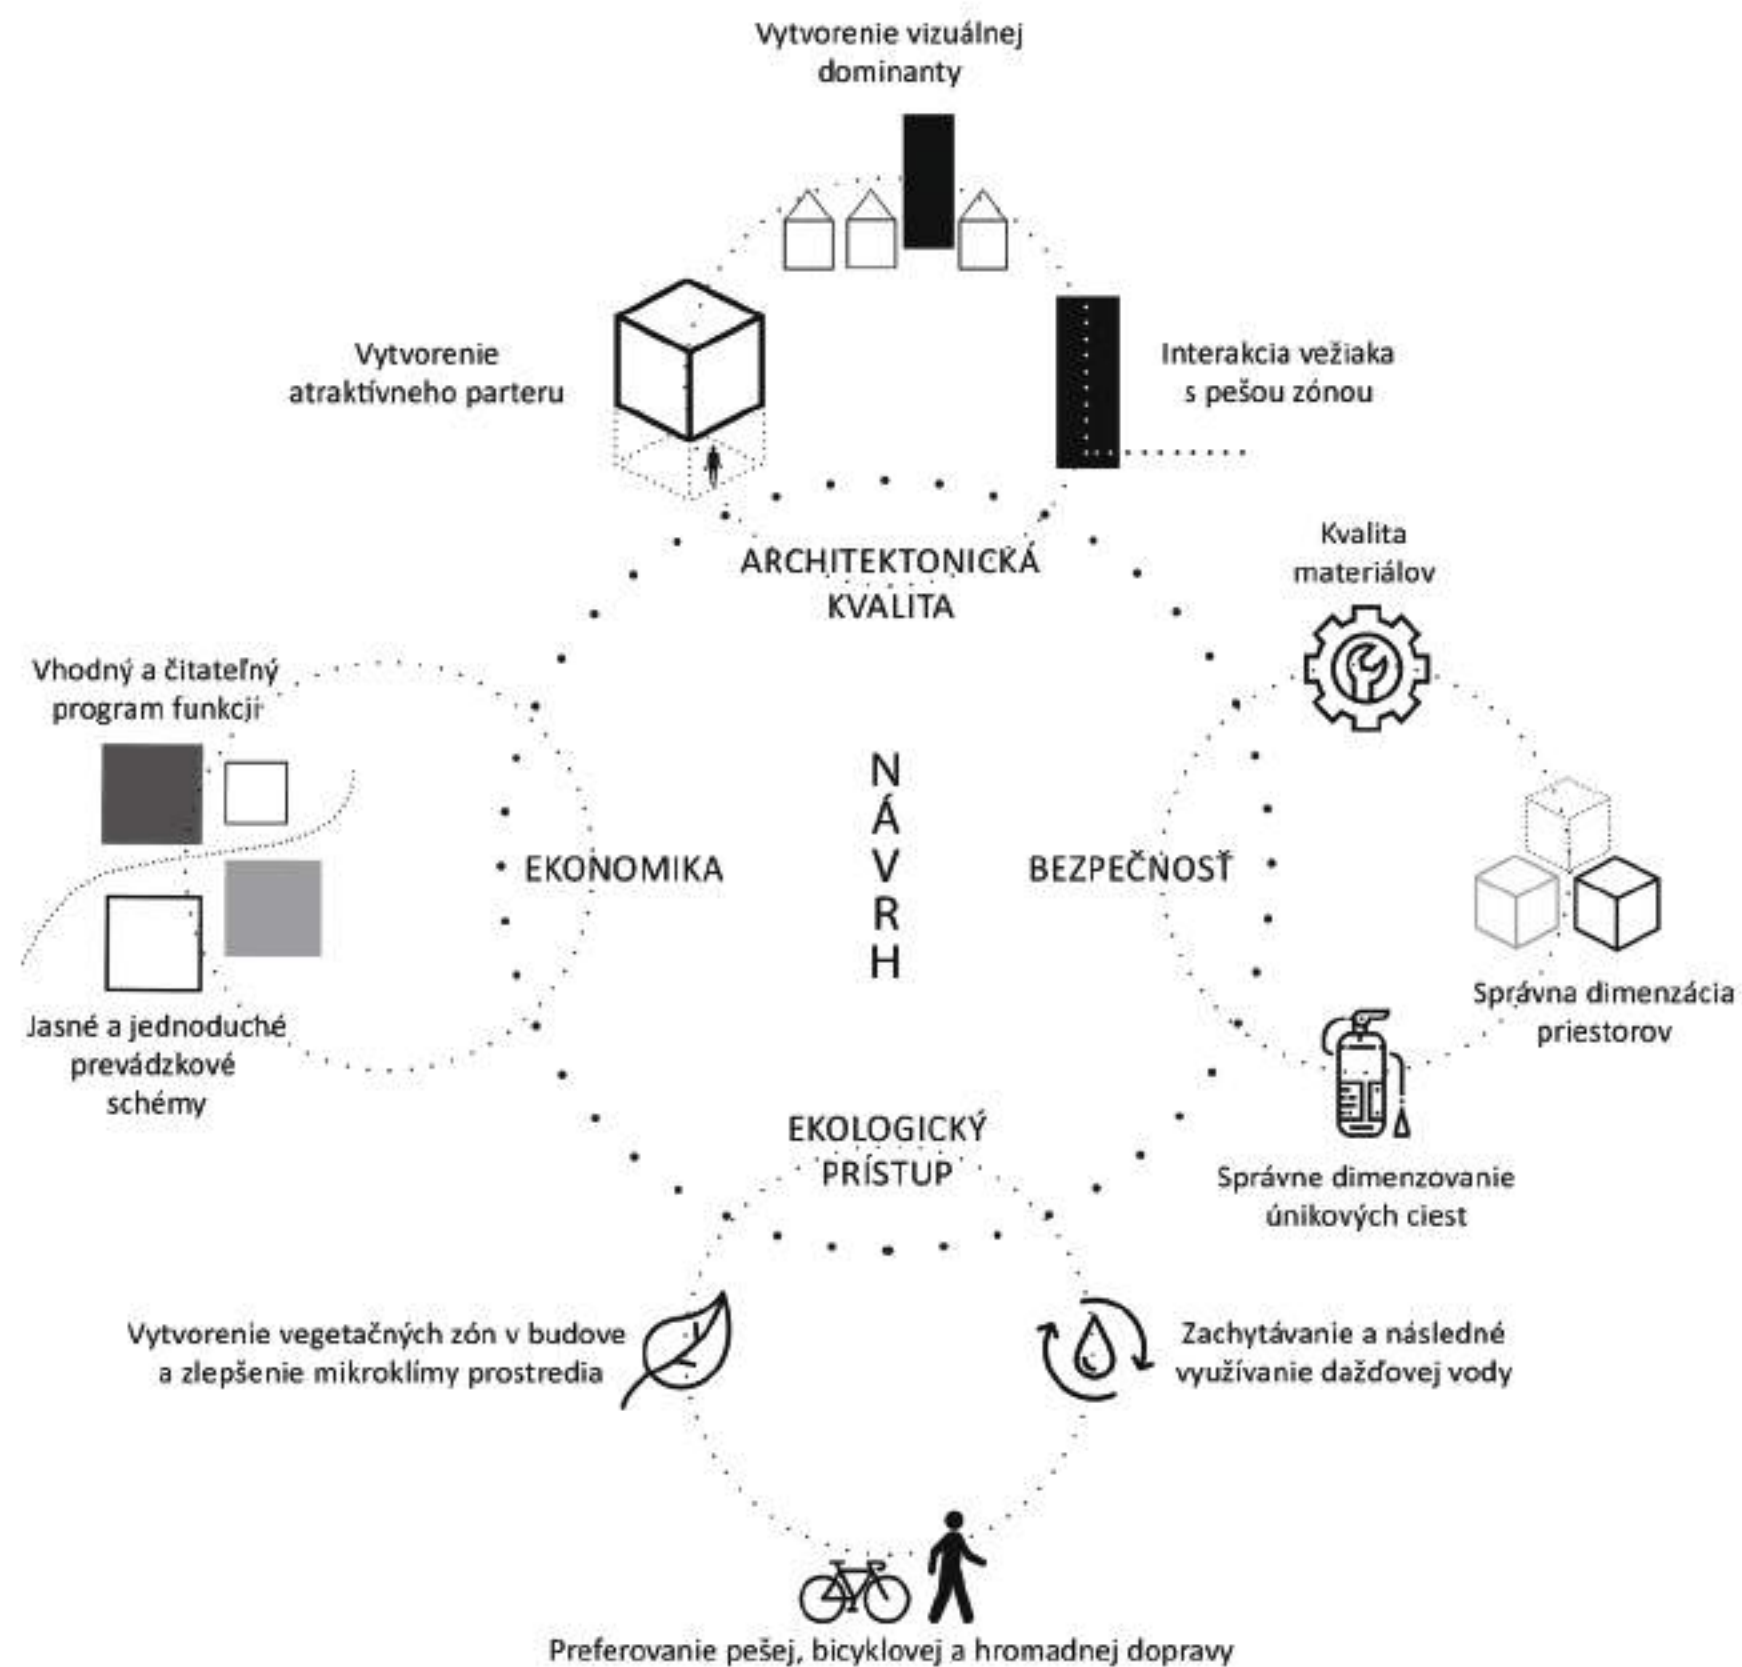 Vytvorenie vizuálnej
dominanty
Vytvorenie
atraktívneho parteru
Interakcia vežiaka
s pešou zónou
ARCHITEKTONICKÁ
KVALITA
Kvalita
materiálov
Vhodný a čitateľný
program funkcií
N
Á
V
R
H
EKONOMIKA
BEZPEČNOSŤ
Správna dimenzácia
priestorov
Jasné a jednoduché
prevádzkové
schémy
EKOLOGICKÝ
PRÍSTUP
Správne dimenzovanie
únikových ciest
Vytvorenie vegetačných zón v budove
a zlepšenie mikroklímy prostredia
Zachytávanie a následné
využívanie dažďovej vody
Preferovanie pešej, bicyklovej a hromadnej dopravy